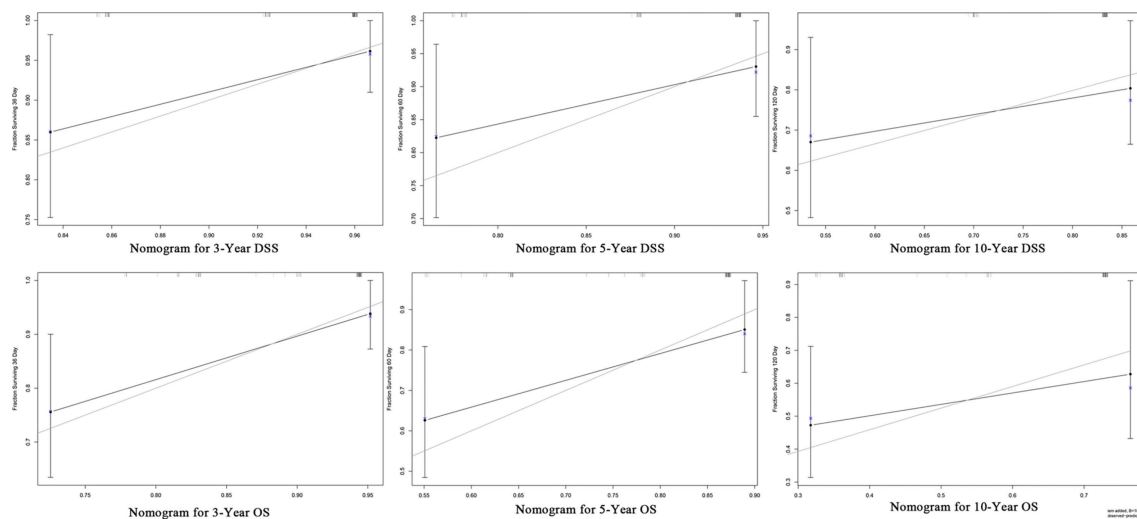 Fraction Surviving 36 Day
1.00
0.95
0.90
0.85
0.80
0.75
0.84 0.86 0.88 0.90 0.92 0.94 0.96
Nomogram for 3-Year DSS
Fraction Surviving 60 Day
1.00
0.95
0.90
0.85
0.80
0.75
0.70
0.80 0.85 0.90 0.95
Nomogram for 5-Year DSS
Fraction Surviving 120 Day
0.9
0.8
0.7
0.6
0.5
0.55 0.60 0.65 0.70 0.75 0.80 0.85
Nomogram for 10-Year DSS
Fraction Surviving 36 Day
1.0
0.9
0.8
0.7
0.75 0.80 0.85 0.90 0.95
Nomogram for 3-Year OS
Fraction Surviving 60 Day
0.9
0.8
0.7
0.6
0.5
0.55 0.60 0.65 0.70 0.75 0.80 0.85 0.90
Nomogram for 5-Year OS
Fraction Surviving 120 Day
0.9
0.8
0.7
0.6
0.5
0.4
0.3
0.3 0.4 0.5 0.6 0.7
Nomogram for 10-Year OS